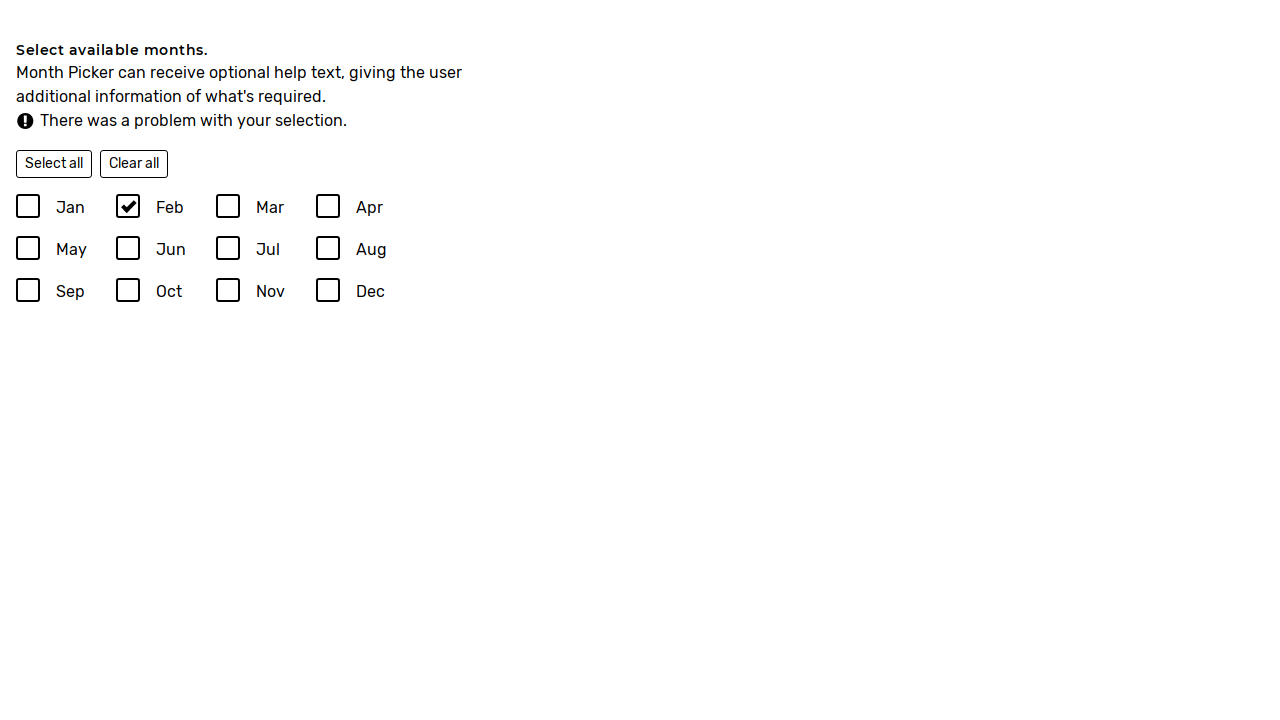 Select available months.
Month Picker can receive optional help text, giving the user
additional information of what's required.
There was a problem with your selection.
Select all Clear all
Jan Feb Mar Apr
May Jun Jul Aug
Sep Oct Nov Dec